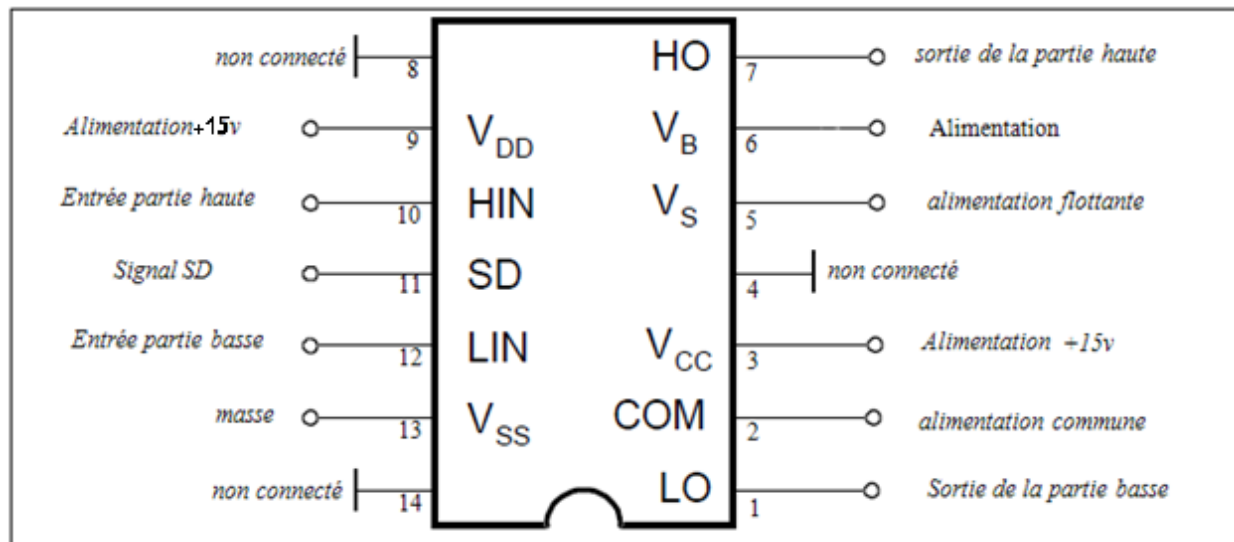 non connecté 8 HO 7 sortie de la partie haute
Alimentation+15v 9 VDD VB 6 Alimentation
Entrée partie haute 10 HIN VS 5 alimentation flottante
Signal SD 11 SD 4 non connecté
Entrée partie basse 12 LIN VCC 3 Alimentation +15v
masse 13 VSS COM 2 alimentation commune
non connecté 14 LO 1 Sortie de la partie basse